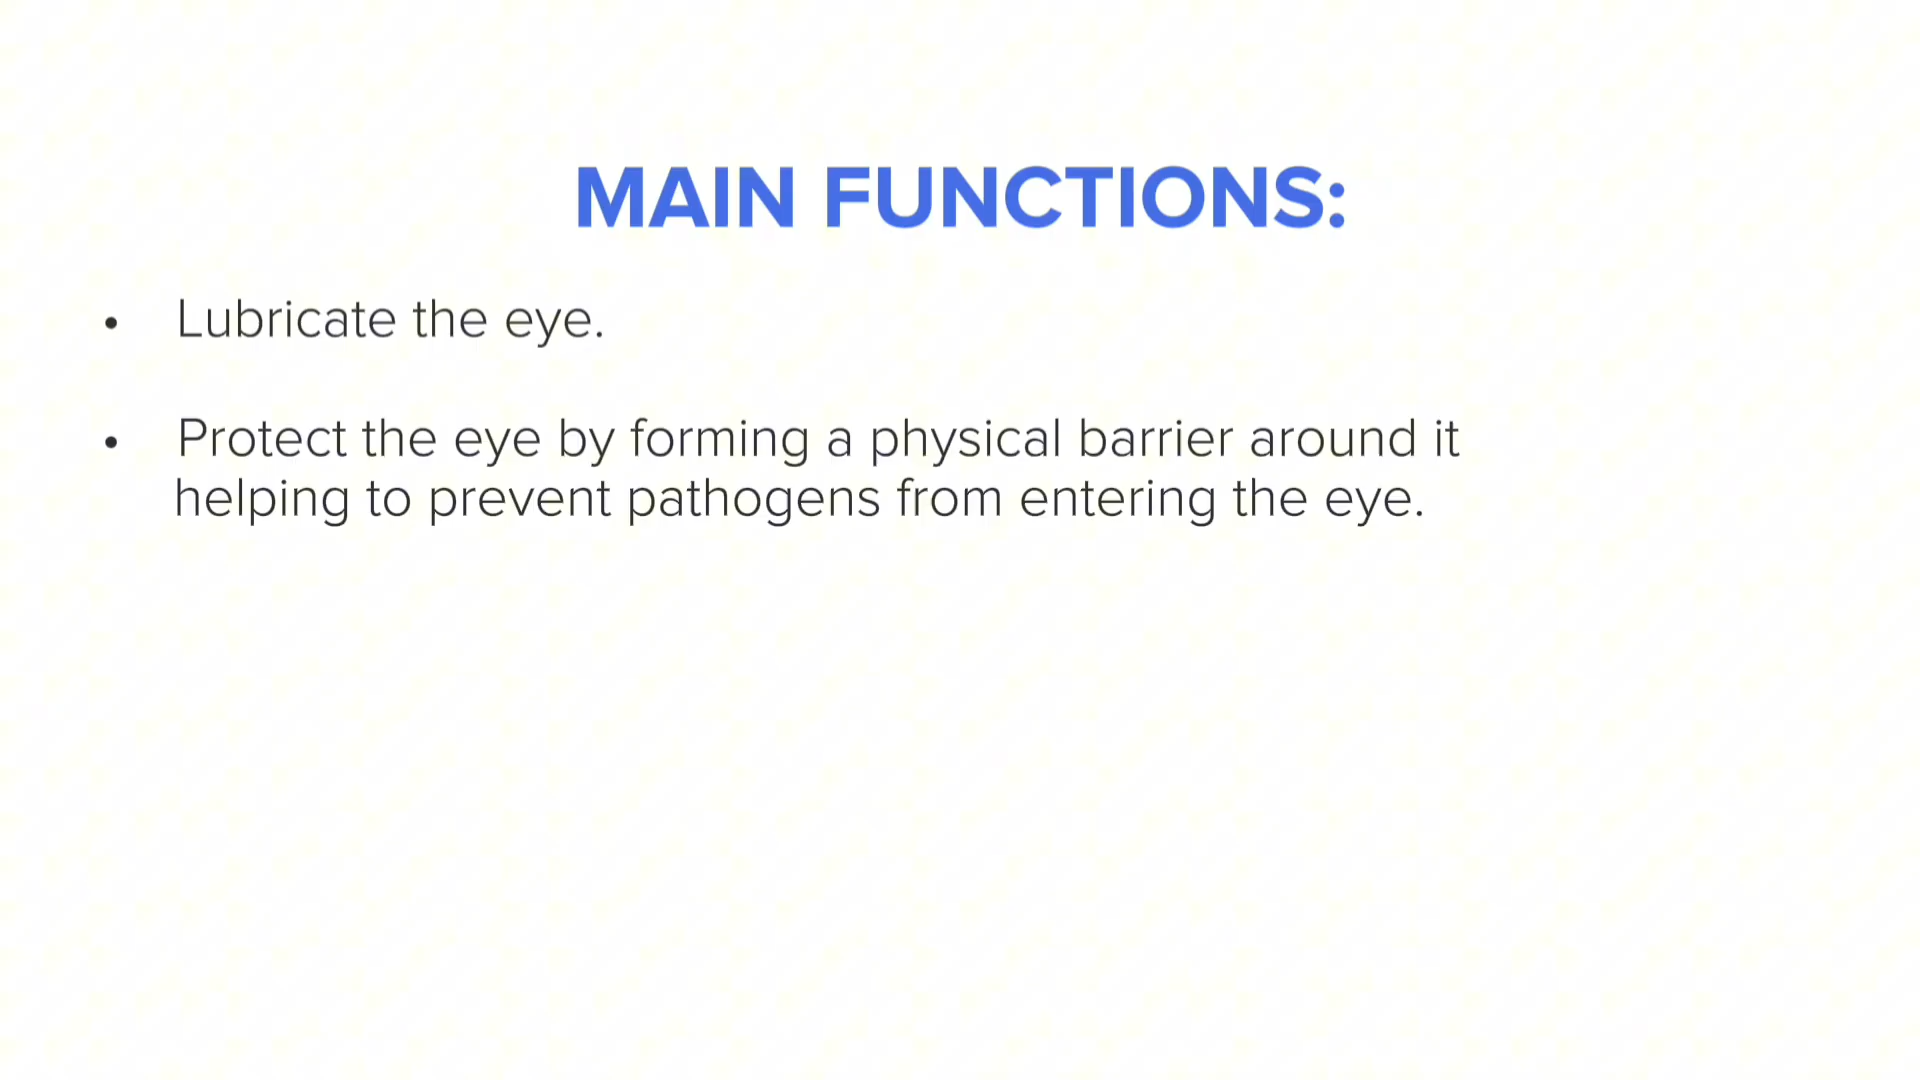 MAIN FUNCTIONS:
• Lubricate the eye.
• Protect the eye by forming a physical barrier around it
helping to prevent pathogens from entering the eye.